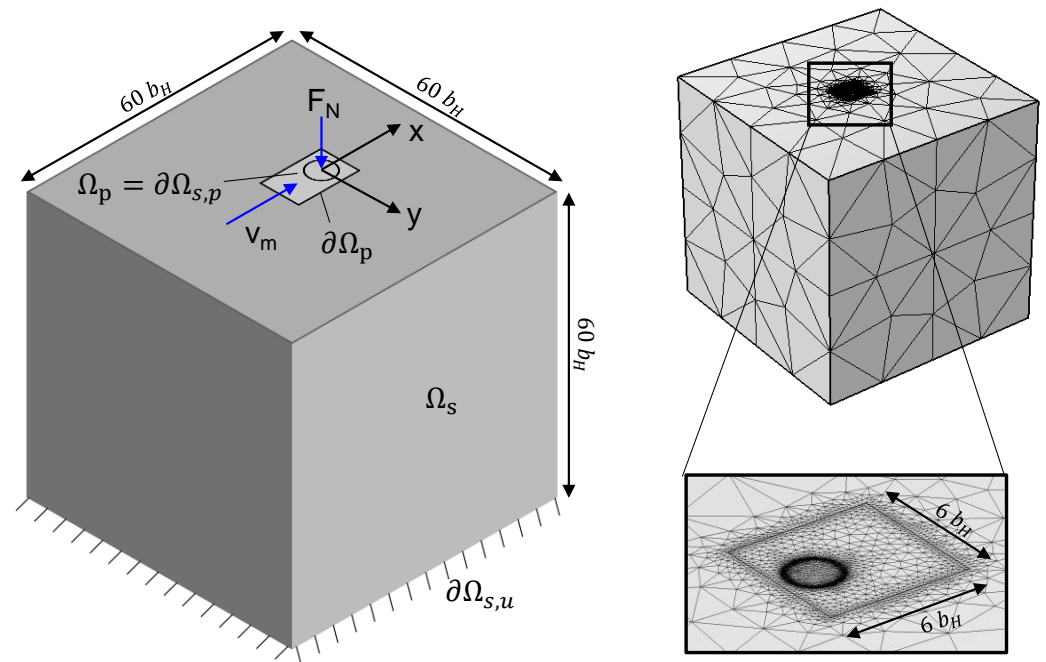 60 b_H
60 b_H
F_N
x
Ω_p = ∂Ω_{s,p}
v_m
y
∂Ω_p
60 b_H
Ω_s
∂Ω_{s,u}
6 b_H
6 b_H